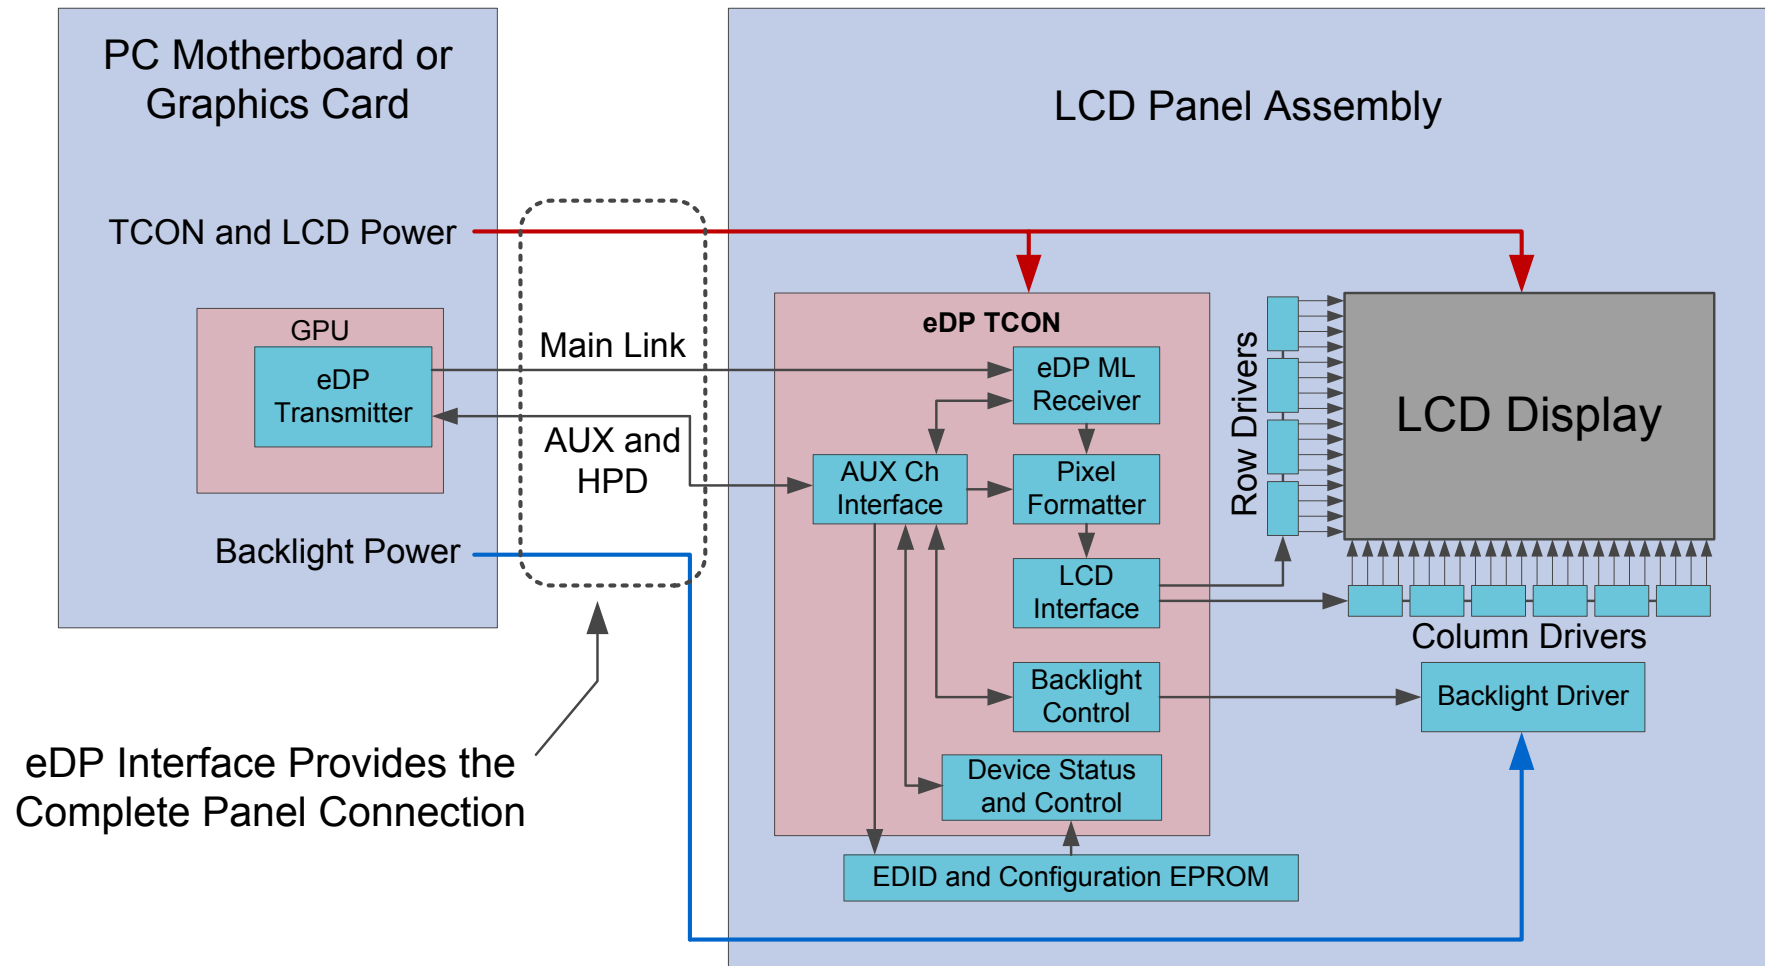 PC Motherboard or
Graphics Card
LCD Panel Assembly
TCON and LCD Power
GPU
eDP
Transmitter
Main Link
AUX and
HPD
Backlight Power
eDP Interface Provides the
Complete Panel Connection
eDP TCON
eDP ML
Receiver
AUX Ch
Interface
Pixel
Formatter
LCD
Interface
Backlight
Control
Device Status
and Control
EDID and Configuration EPROM
Row Drivers
LCD Display
Column Drivers
Backlight Driver